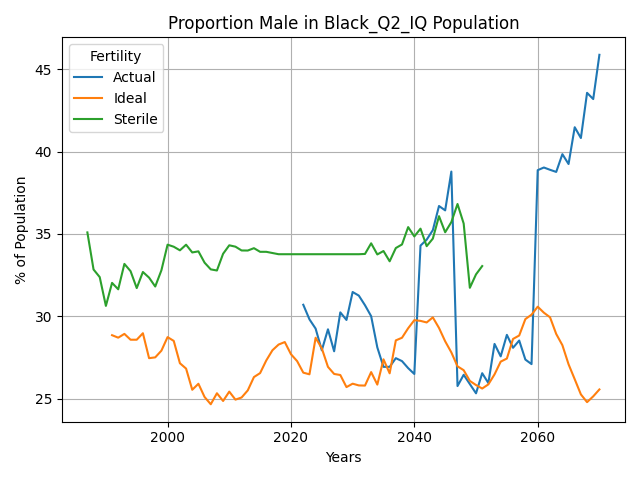 Proportion Male in Black_Q2_IQ Population
Fertility
Actual
Ideal
Sterile
% of Population
45
40
35
30
25
2000
2020
2040
2060
Years